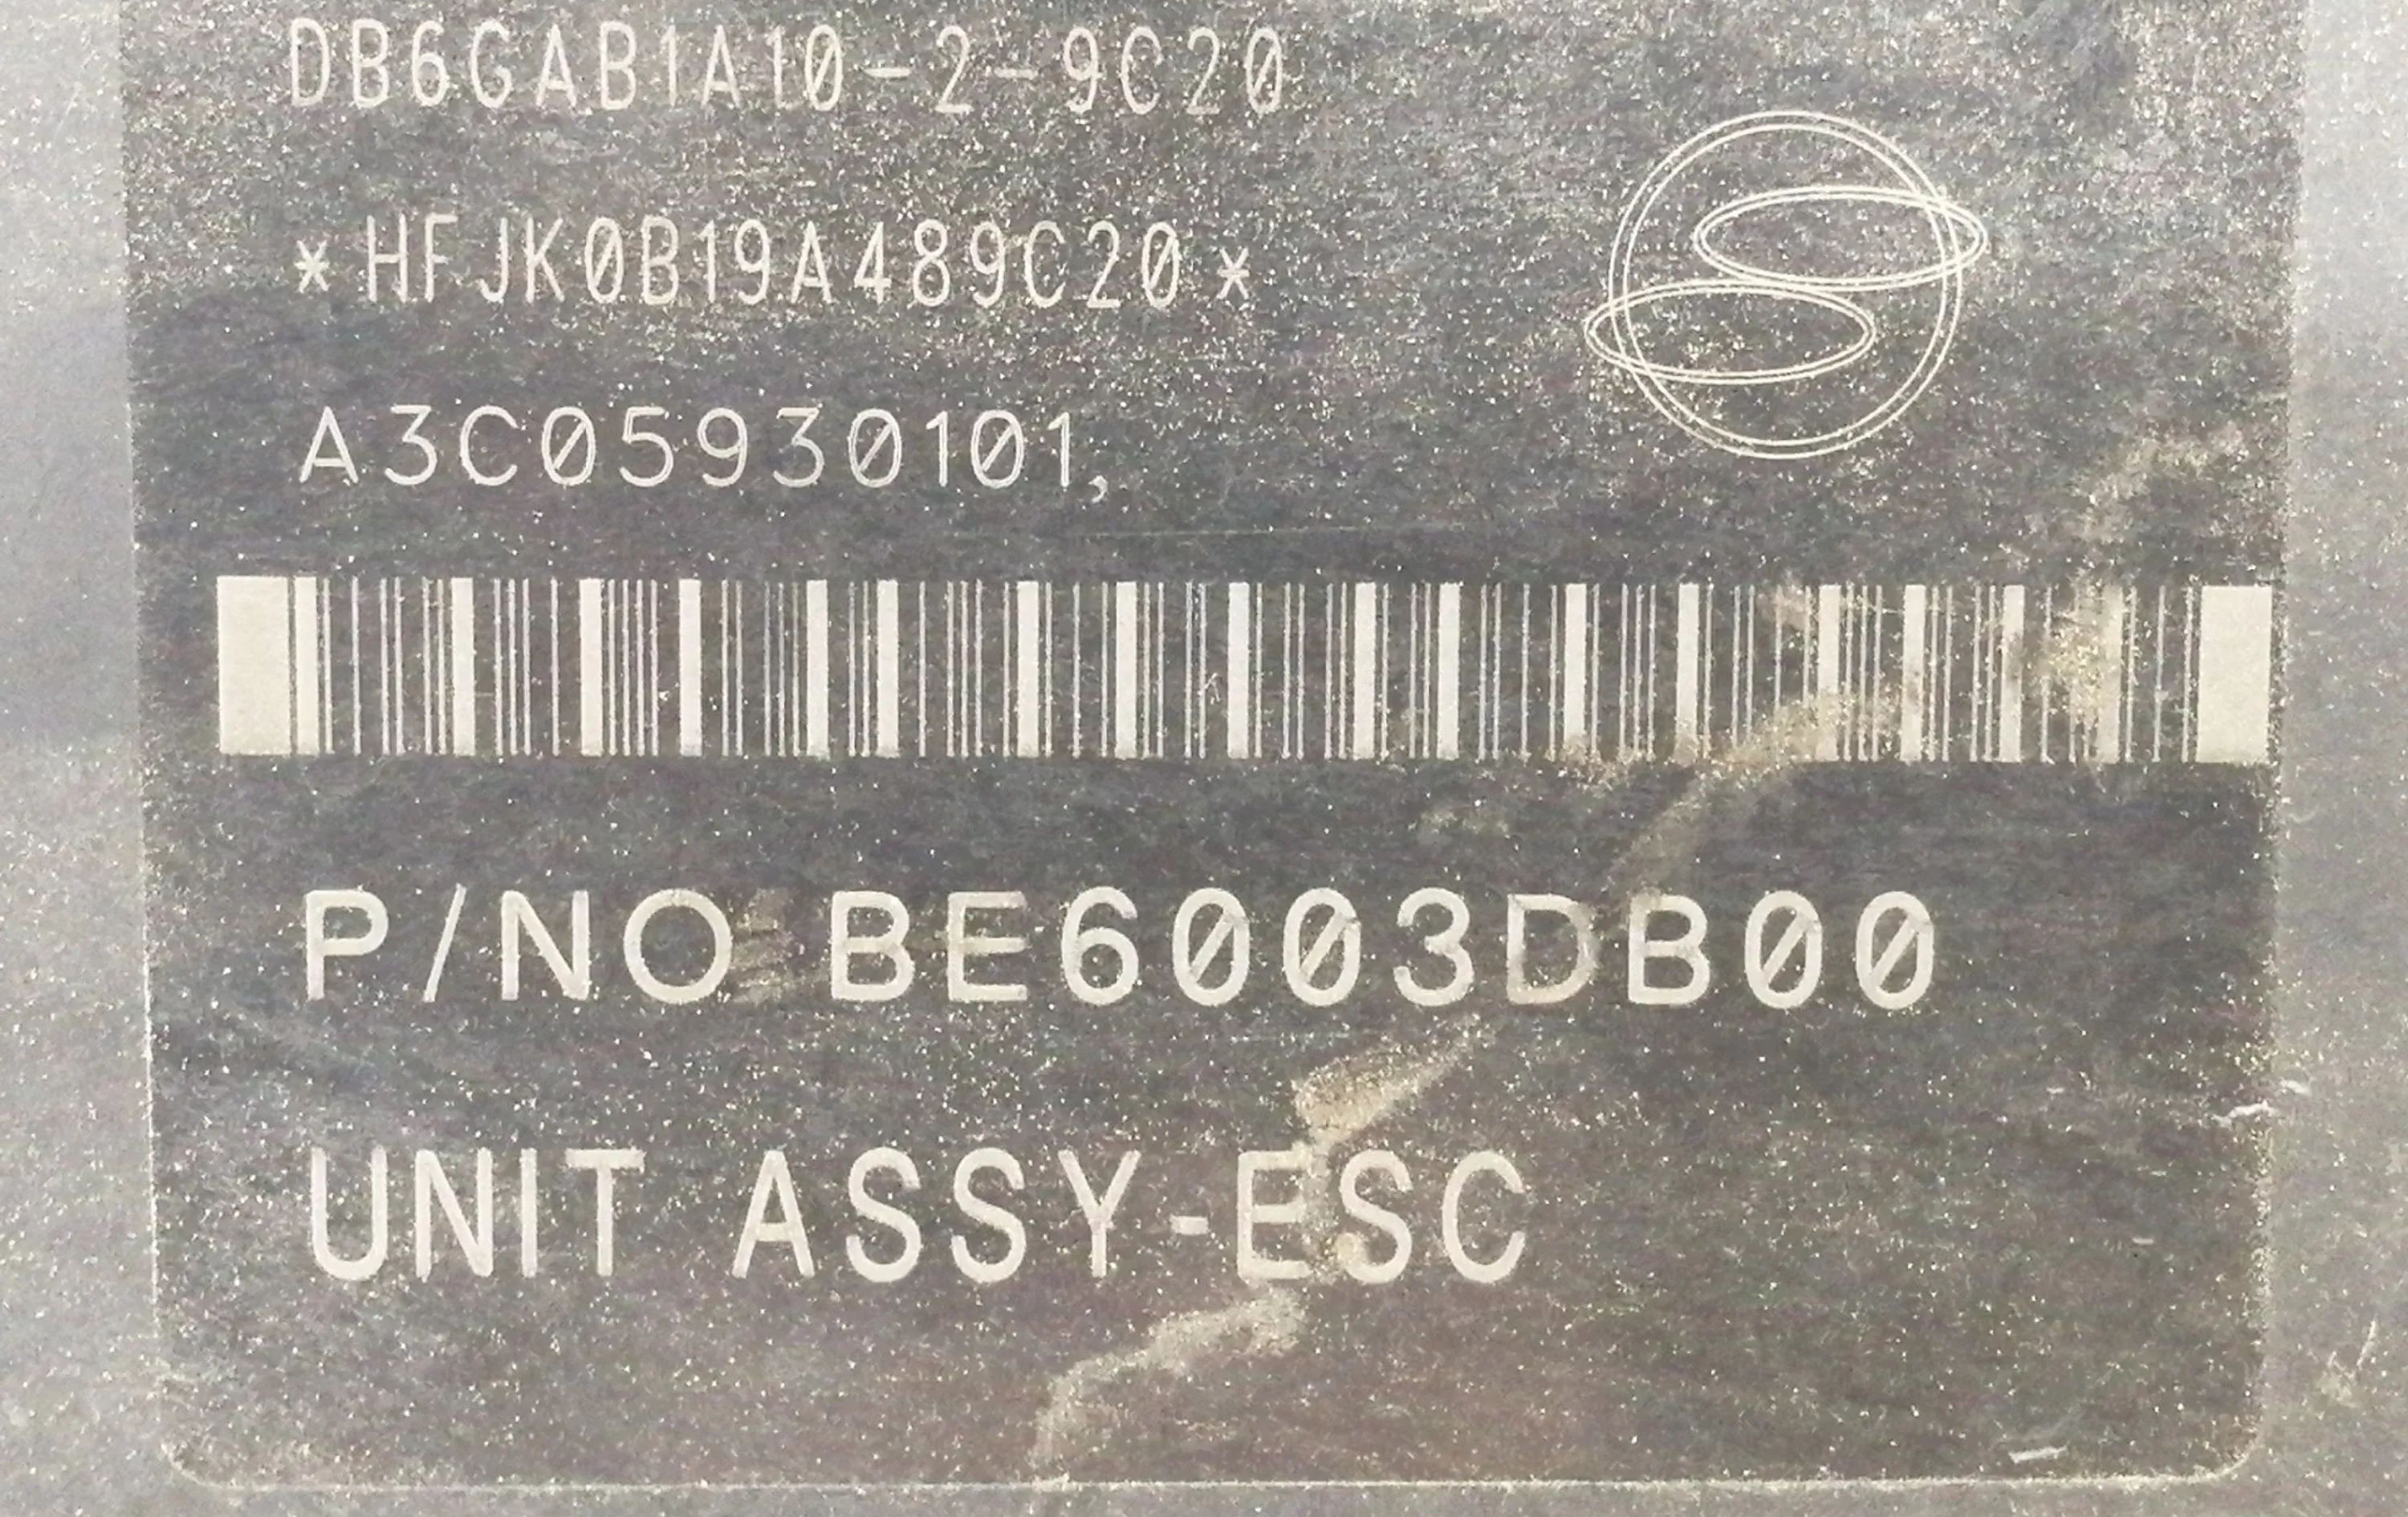 DB6GAB1A10-2-9C20
*HFJK0B19A489C20*
A3C05930101,
P/NO BE6003DB00
UNIT ASSY-ESC